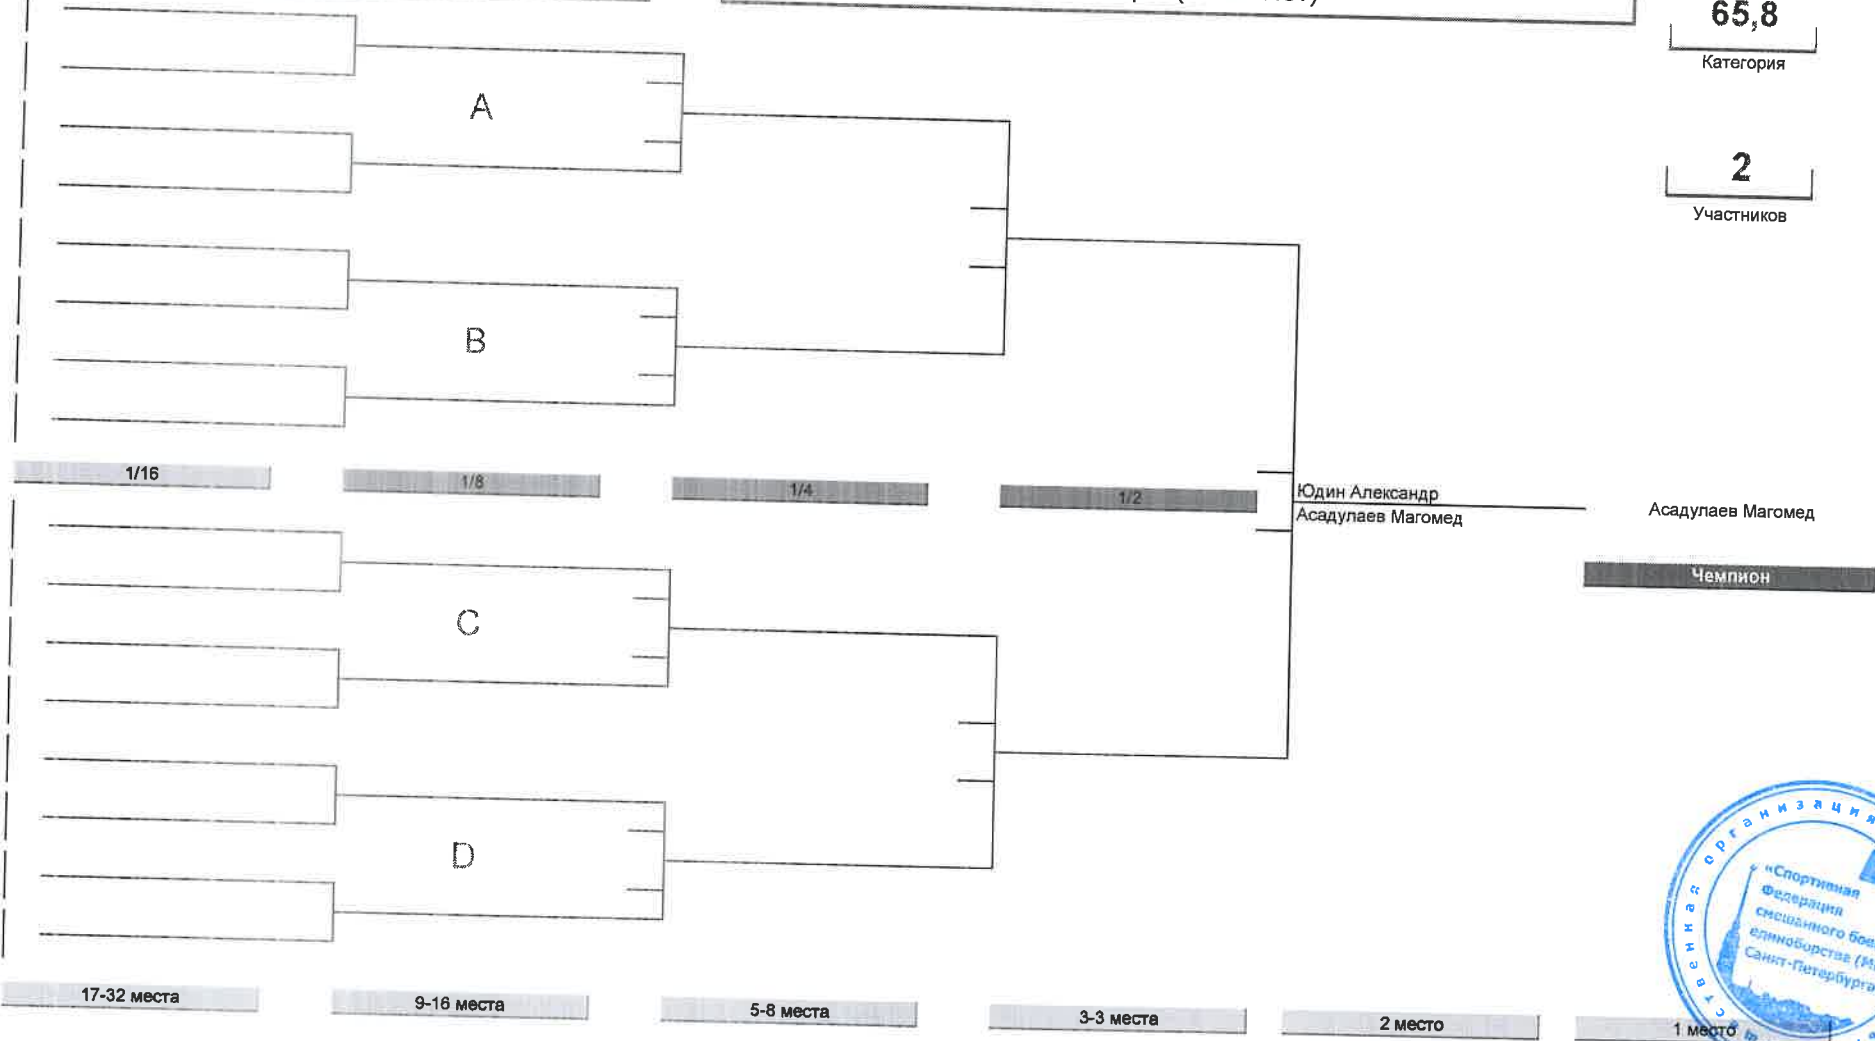 65,8
Категория
2
Участников
A
B
1/16
1/8
1/4
1/2
Юдин Александр
Асадулаев Магомед
Асадулаев Магомед
Чемпион
C
D
17-32 места
9-16 места
5-8 места
3-3 места
2 место
1 место
организация
«Спортивная
Федерация
смешанного
единоборства
Санкт-Петербурга